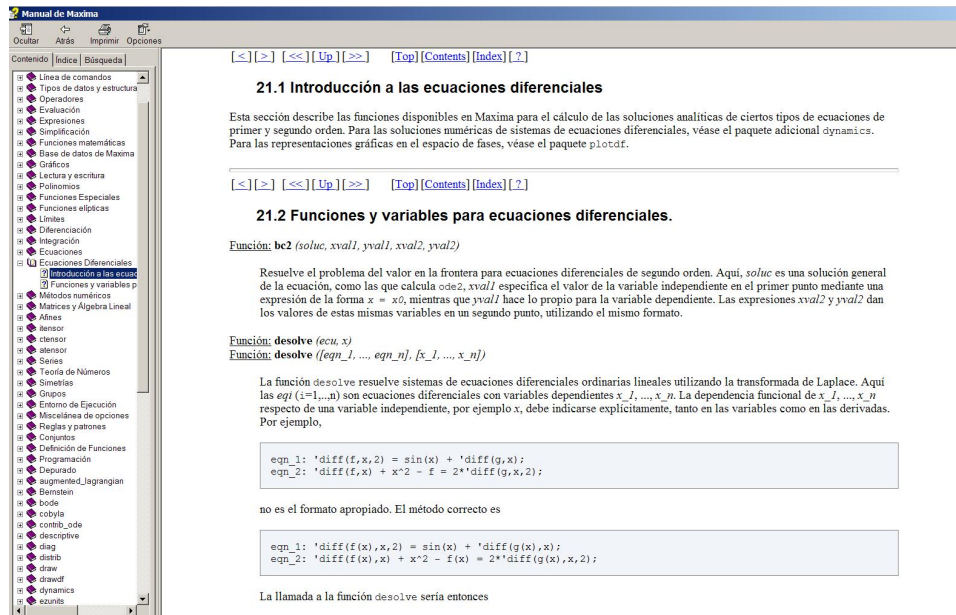 Manual de Maxima
Ocultar Atrás Imprimir Opciones
Contenido Índice Búsqueda
Línea de comandos
Tipos de datos y estructura
Operadores
Evaluación
Expresiones
Simplificación
Funciones matemáticas
Base de datos de Maxima
Gráficos
Lectura y escritura
Polinomios
Funciones Especiales
Funciones elípticas
Límites
Diferenciación
Integración
Ecuaciones
Ecuaciones Diferenciales
Introducción a las ecuac
Funciones y variables p
Métodos numéricos
Matrices y Álgebra Lineal
Afines
itensor
ctensor
atensor
Series
Teoría de Números
Simetrías
Grupos
Entorno de Ejecución
Miscelánea de opciones
Reglas y patrones
Conjuntos
Definición de Funciones
Programación
Depurado
augmented_lagrangian
Bernstein
bode
cobyla
contrib_ode
descriptive
diag
distrib
draw
drawdf
dynamics
ezunits
[ < ] [ > ] [ << ] [ Up ] [ >> ] [Top] [Contents] [Index] [ ? ]
21.1 Introducción a las ecuaciones diferenciales
Esta sección describe las funciones disponibles en Maxima para el cálculo de las soluciones analíticas de ciertos tipos de ecuaciones de
primer y segundo orden. Para las soluciones numéricas de sistemas de ecuaciones diferenciales, véase el paquete adicional dynamics.
Para las representaciones gráficas en el espacio de fases, véase el paquete plotdf.
[ < ] [ > ] [ << ] [ Up ] [ >> ] [Top] [Contents] [Index] [ ? ]
21.2 Funciones y variables para ecuaciones diferenciales.
Función: bc2 (soluc, xval1, yval1, xval2, yval2)
Resuelve el problema del valor en la frontera para ecuaciones diferenciales de segundo orden. Aquí, soluc es una solución general
de la ecuación, como las que calcula ode2, xval1 especifica el valor de la variable independiente en el primer punto mediante una
expresión de la forma x = x0, mientras que yval1 hace lo propio para la variable dependiente. Las expresiones xval2 y yval2 dan
los valores de estas mismas variables en un segundo punto, utilizando el mismo formato.
Función: desolve (ecu, x)
Función: desolve ([eqn_1, ..., eqn_n], [x_1, ..., x_n])
La función desolve resuelve sistemas de ecuaciones diferenciales ordinarias lineales utilizando la transformada de Laplace. Aquí
las eqi (i=1,..,n) son ecuaciones diferenciales con variables dependientes x_1, ..., x_n. La dependencia funcional de x_1, ..., x_n
respecto de una variable independiente, por ejemplo x, debe indicarse explícitamente, tanto en las variables como en las derivadas.
Por ejemplo,
eqn_1: 'diff(f,x,2) = sin(x) + 'diff(g,x);
eqn_2: 'diff(f,x) + x^2 - f = 2*'diff(g,x,2);
no es el formato apropiado. El método correcto es
eqn_1: 'diff(f(x),x,2) = sin(x) + 'diff(g(x),x);
eqn_2: 'diff(f(x),x) + x^2 - f(x) = 2*'diff(g(x),x,2);
La llamada a la función desolve sería entonces